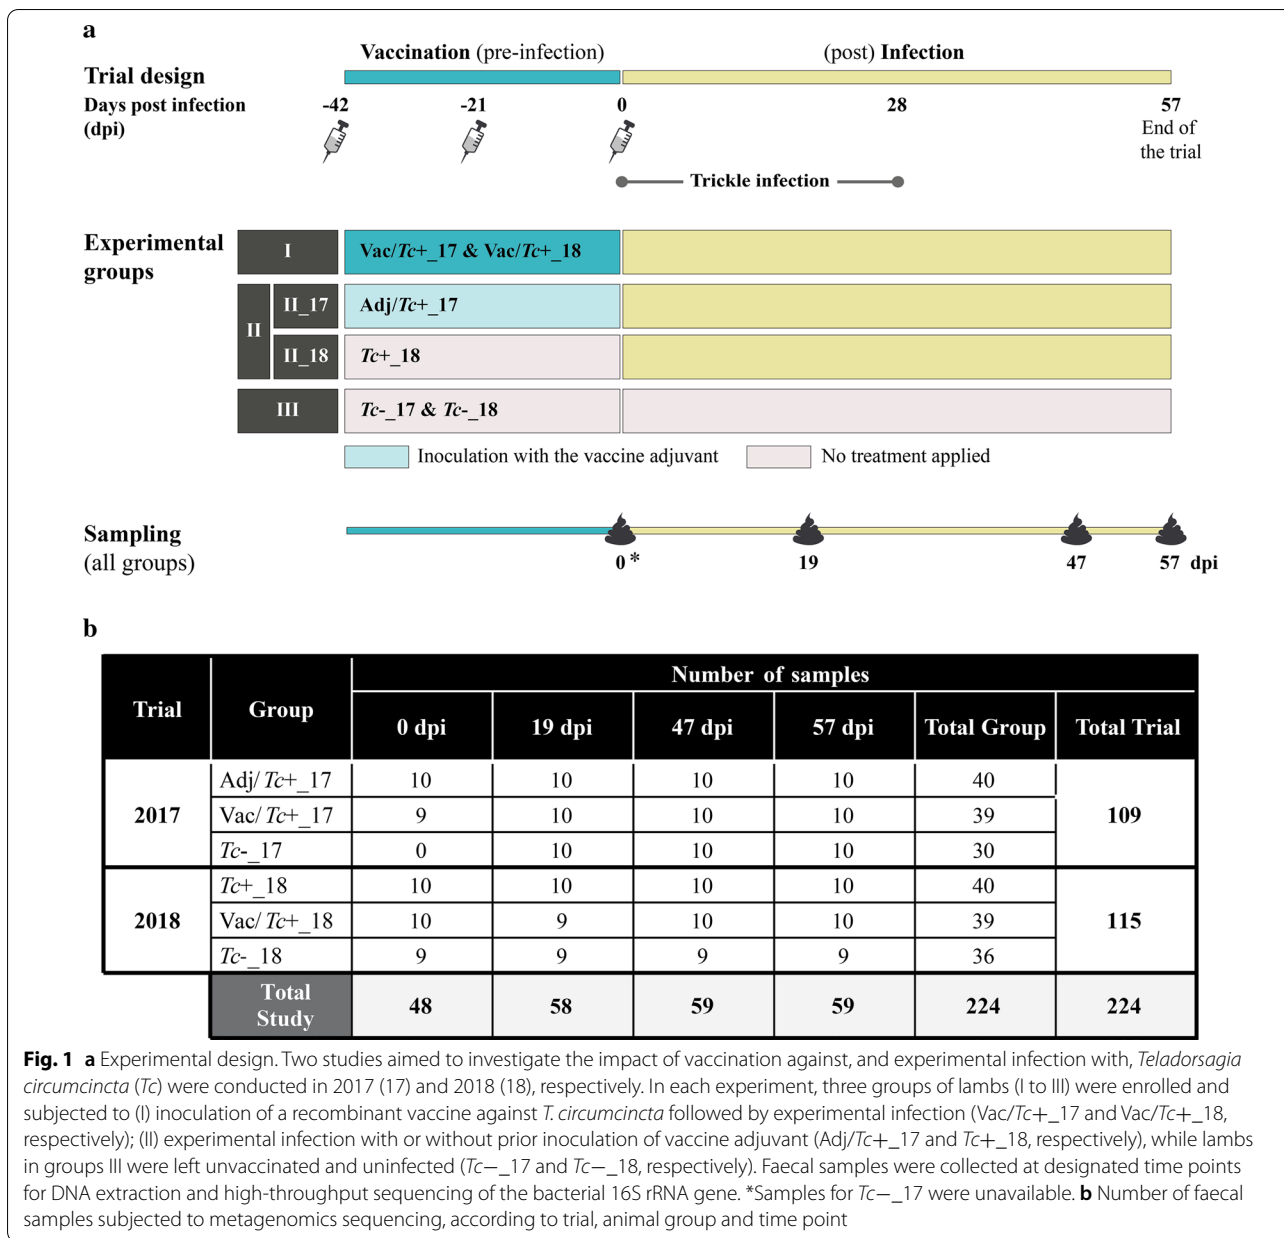 a
Vaccination (pre-infection) (post) Infection
Trial design
Days post infection (dpi) -42 -21 0 28 57
End of the trial
Trickle infection
Experimental groups
I Vac/Tc+_17 & Vac/Tc+_18
II II_17 Adj/Tc+_17
II_18 Tc+_18
III Tc-_17 & Tc-_18
Inoculation with the vaccine adjuvant No treatment applied
Sampling
(all groups) 0 * 19 47 57 dpi
b
Number of samples
Trial Group 0 dpi 19 dpi 47 dpi 57 dpi Total Group Total Trial
Adj/Tc+_17 10 10 10 10 40
2017 Vac/Tc+_17 9 10 10 10 39 109
Tc-_17 0 10 10 10 30
Tc+_18 10 10 10 10 40
2018 Vac/Tc+_18 10 9 10 10 39 115
Tc-_18 9 9 9 9 36
Total Study 48 58 59 59 224 224
Fig. 1 a Experimental design. Two studies aimed to investigate the impact of vaccination against, and experimental infection with, Teladorsagia
circumcincta (Tc) were conducted in 2017 (17) and 2018 (18), respectively. In each experiment, three groups of lambs (I to III) were enrolled and
subjected to (I) inoculation of a recombinant vaccine against T. circumcincta followed by experimental infection (Vac/Tc+_17 and Vac/Tc+_18,
respectively); (II) experimental infection with or without prior inoculation of vaccine adjuvant (Adj/Tc+_17 and Tc+_18, respectively), while lambs
in groups III were left unvaccinated and uninfected (Tc−_17 and Tc−_18, respectively). Faecal samples were collected at designated time points
for DNA extraction and high-throughput sequencing of the bacterial 16S rRNA gene. *Samples for Tc−_17 were unavailable. b Number of faecal
samples subjected to metagenomics sequencing, according to trial, animal group and time point